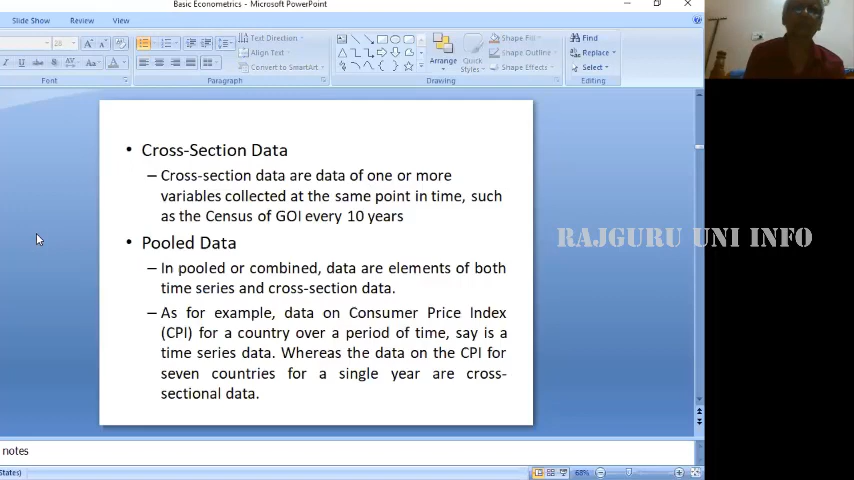 Basic Econometrics - Microsoft PowerPoint
Slide Show Review View
28 A A Text Direction Shape Fill Find
Align Text Shape Outline Replace
I U abc S AV Aa A Convert to SmartArt Arrange Quick Styles Shape Effects Select
Font Paragraph Drawing Editing
• Cross-Section Data
– Cross-section data are data of one or more
variables collected at the same point in time, such
as the Census of GOI every 10 years
• Pooled Data
– In pooled or combined, data are elements of both
time series and cross-section data.
– As for example, data on Consumer Price Index
(CPI) for a country over a period of time, say is a
time series data. Whereas the data on the CPI for
seven countries for a single year are cross-
sectional data.
RAJGURU UNI INFO
notes
States) 68%